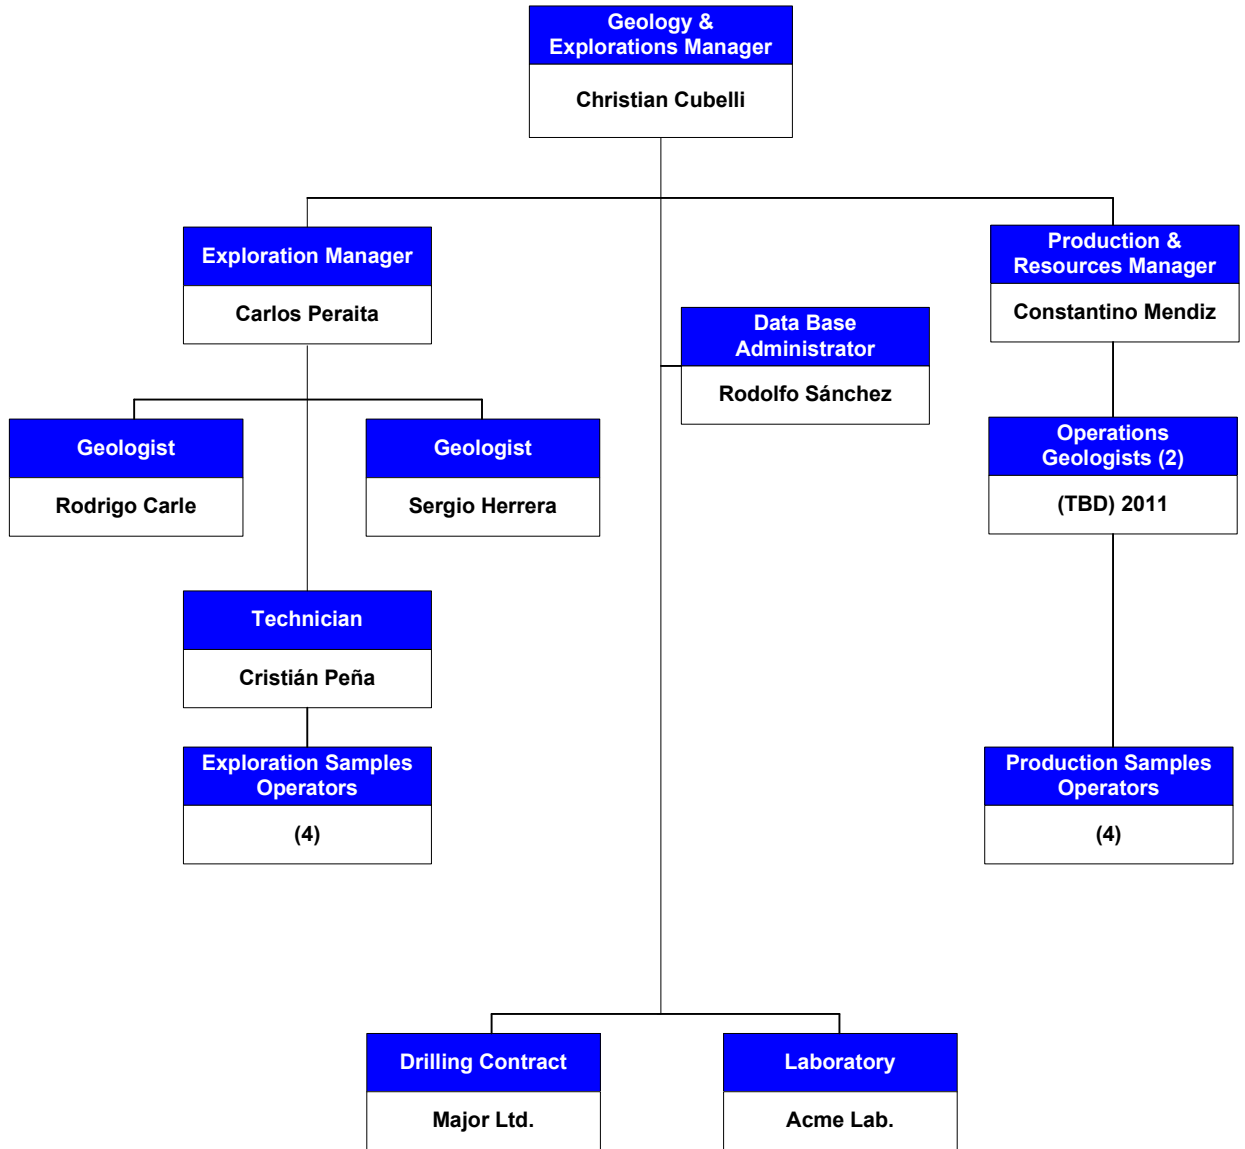 Geology &
Explorations Manager
Christian Cubelli
Exploration Manager
Carlos Peraita
Production &
Resources Manager
Constantino Mendiz
Data Base
Administrator
Rodolfo Sánchez
Geologist
Rodrigo Carle
Geologist
Sergio Herrera
Operations
Geologists (2)
(TBD) 2011
Technician
Cristián Peña
Exploration Samples
Operators
(4)
Production Samples
Operators
(4)
Drilling Contract
Major Ltd.
Laboratory
Acme Lab.